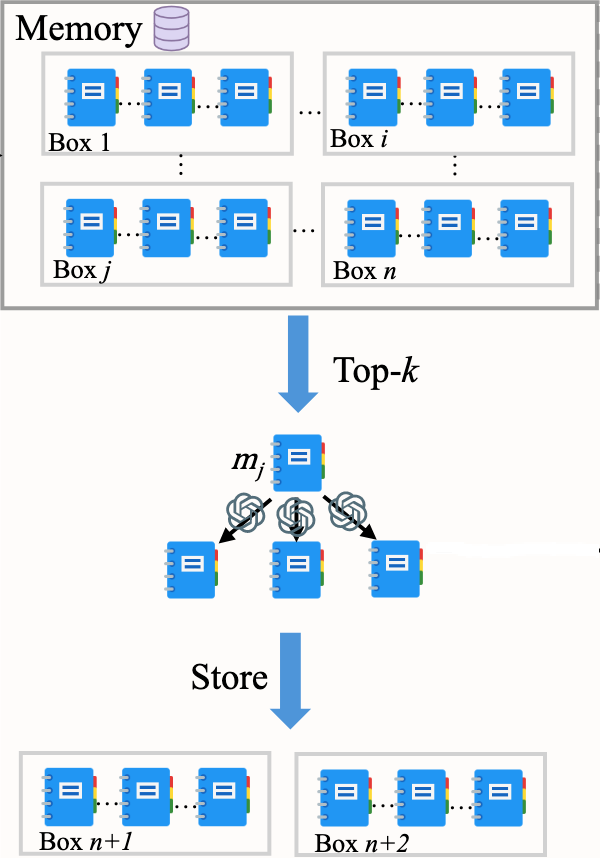 Memory
... ...
Box 1
...
... ...
Box i
... ...
Box j
...
... ...
Box n
Top-k
mj
Store
... ...
Box n+1
... ...
Box n+2